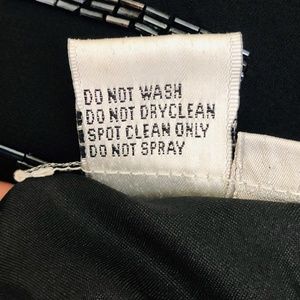 DO NOT WASH
DO NOT DRYCLEAN
SPOT CLEAN ONLY
DO NOT SPRAY